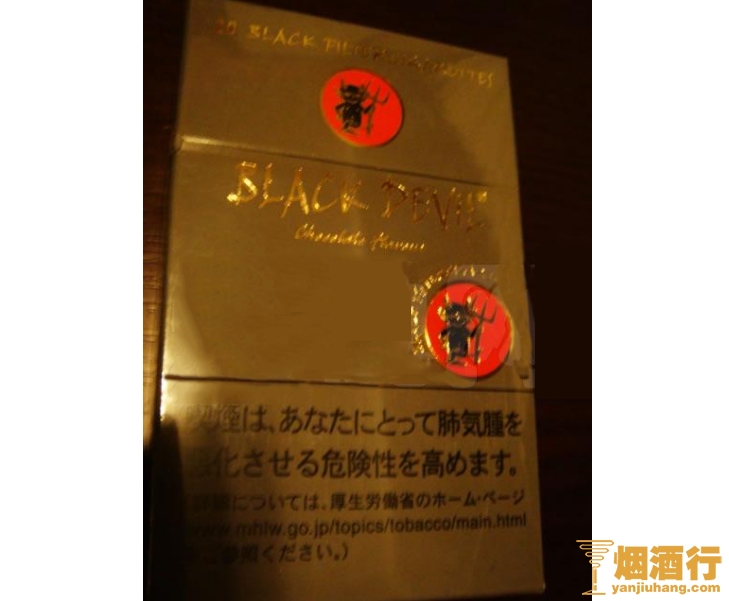 20 BLACK FILTER CIGARETTES
BLACK DEVIL
Chocolate Flavour
喫煙は、あなたにとって肺気腫を
悪化させる危険性を高めます。
については、厚生労働省のホーム・ページ
www.mhlw.go.jp/topics/tobacco/main.html
ご参照ください。)
烟酒行
yanjiuhang.com